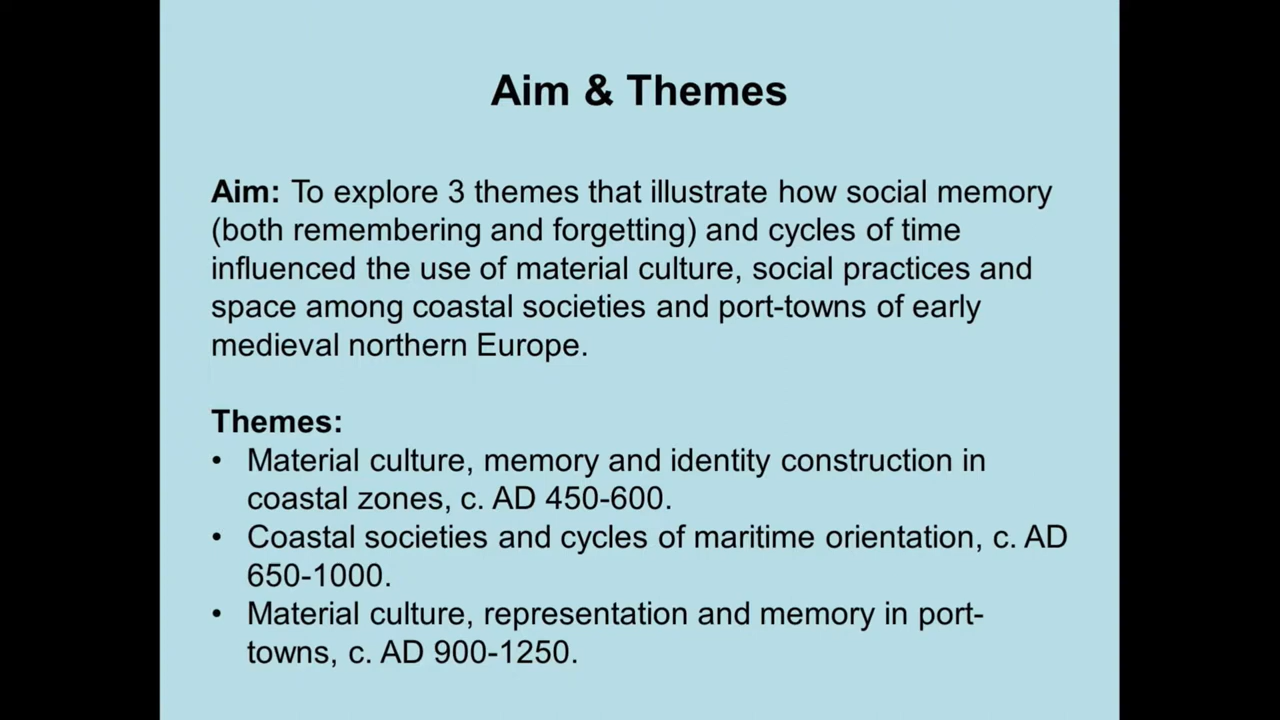 Aim & Themes
Aim: To explore 3 themes that illustrate how social memory
(both remembering and forgetting) and cycles of time
influenced the use of material culture, social practices and
space among coastal societies and port-towns of early
medieval northern Europe.
Themes:
• Material culture, memory and identity construction in
coastal zones, c. AD 450-600.
• Coastal societies and cycles of maritime orientation, c. AD
650-1000.
• Material culture, representation and memory in port-
towns, c. AD 900-1250.